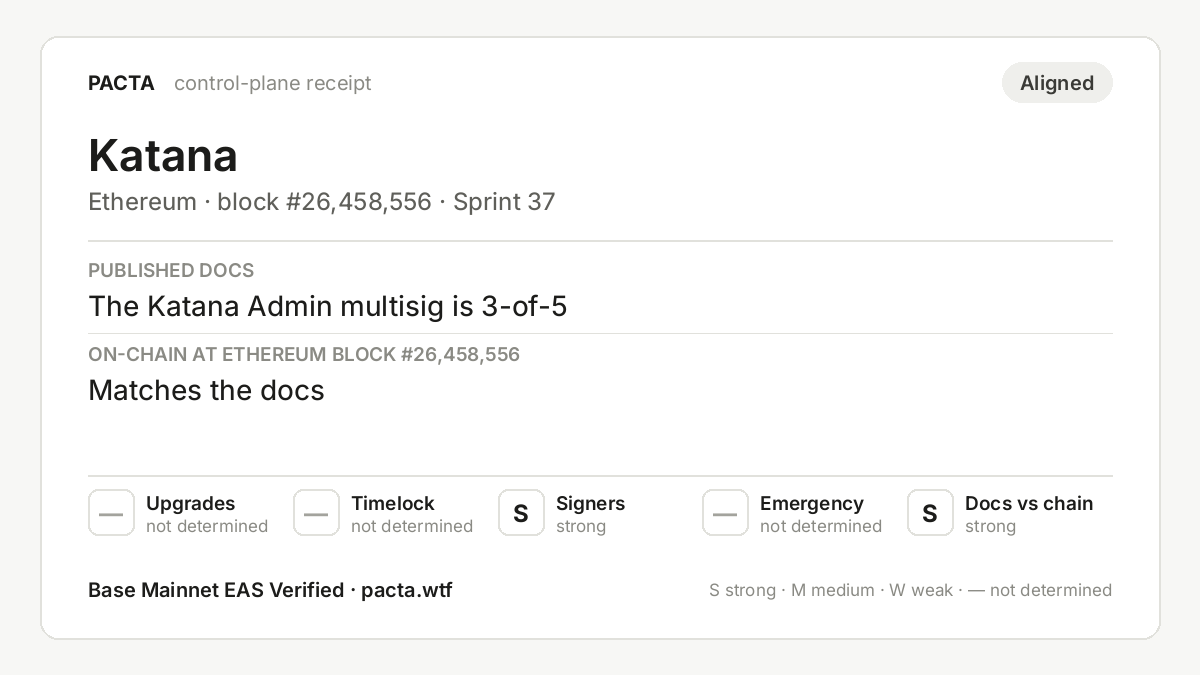 PACTA control-plane receipt Aligned
Katana
Ethereum · block #26,458,556 · Sprint 37
PUBLISHED DOCS
The Katana Admin multisig is 3-of-5
ON-CHAIN AT ETHEREUM BLOCK #26,458,556
Matches the docs
— Upgrades not determined
— Timelock not determined
S Signers strong
— Emergency not determined
S Docs vs chain strong
Base Mainnet EAS Verified · pacta.wtf
S strong · M medium · W weak · — not determined